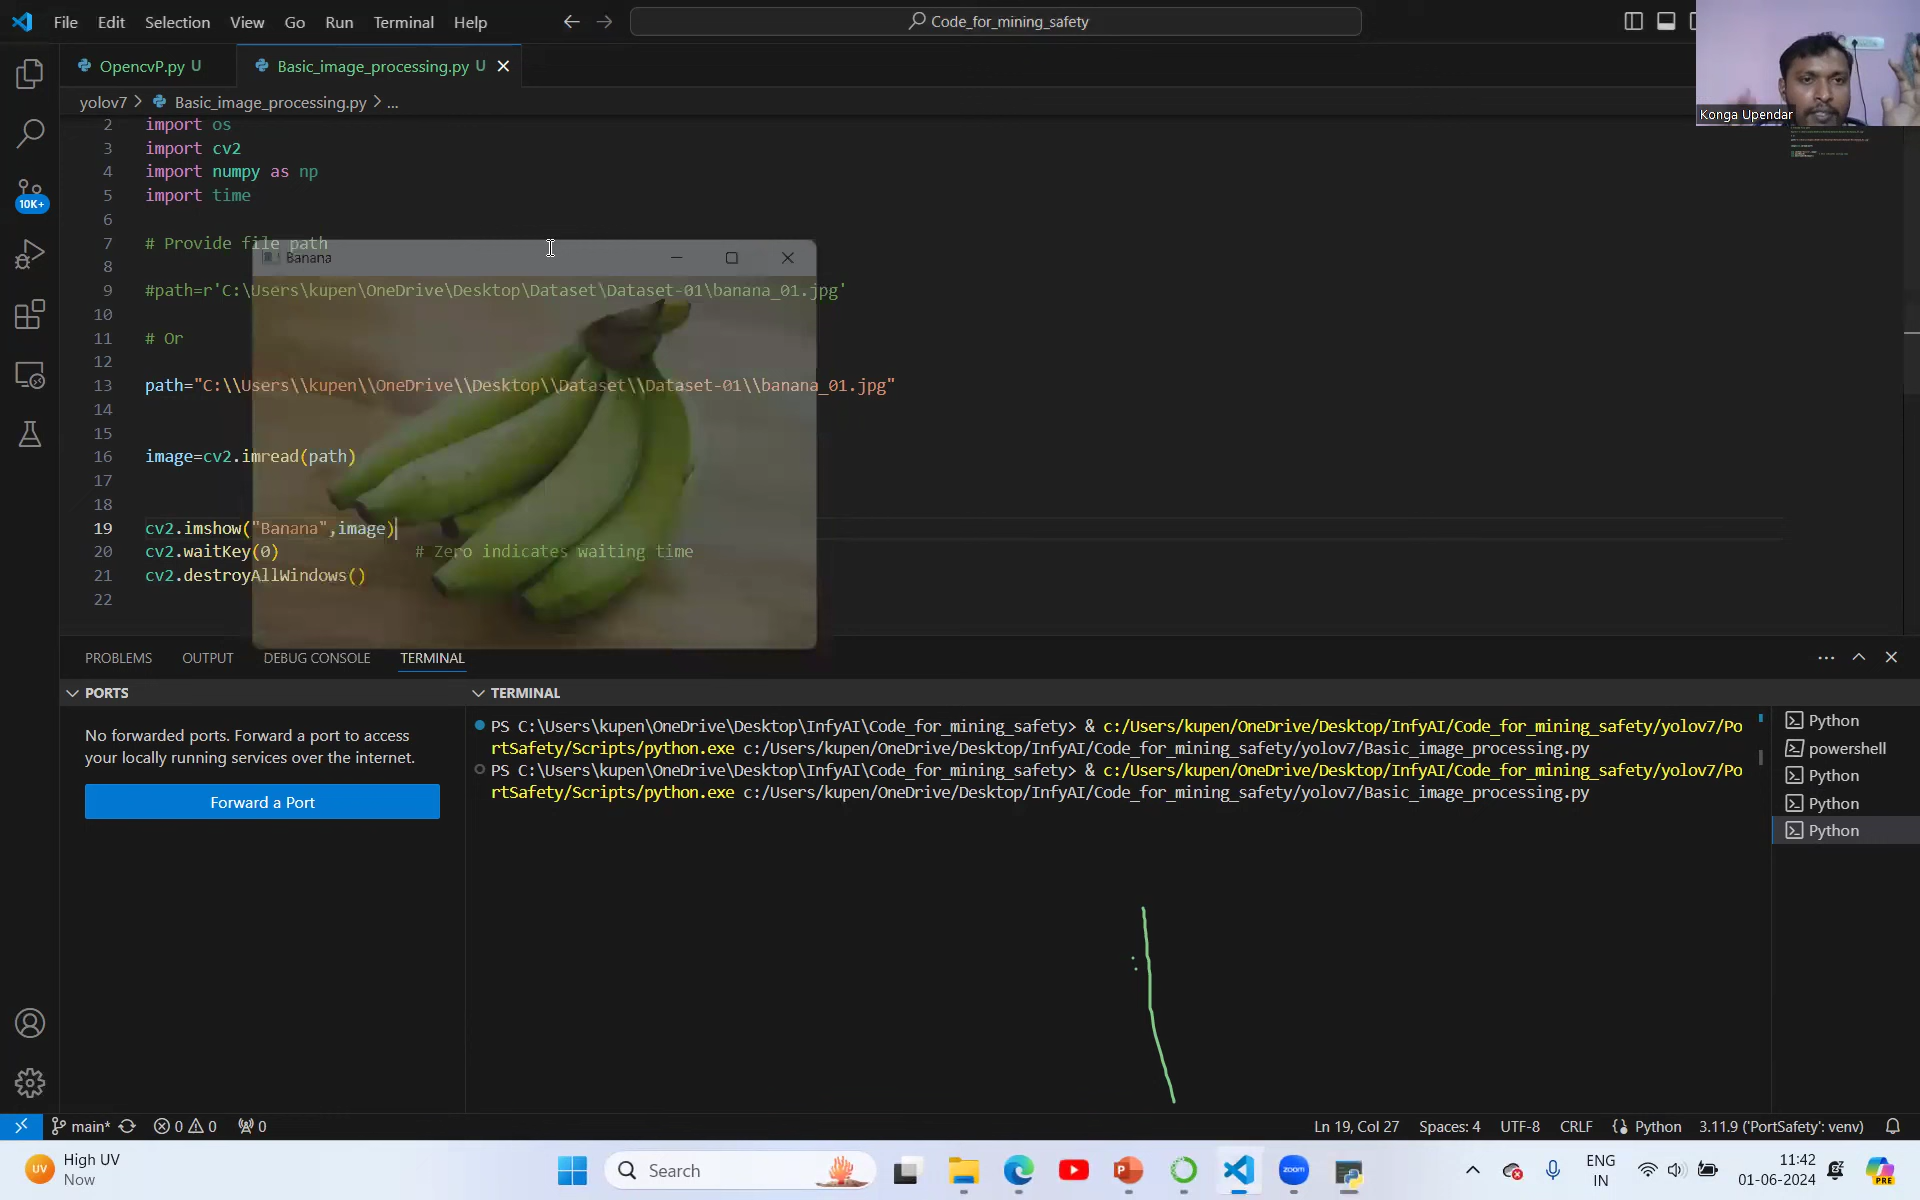 File Edit Selection View Go Run Terminal Help
Code_for_mining_safety
Konga Upendar
OpencvP.py U
Basic_image_processing.py U
yolov7 > Basic_image_processing.py > ...
2 import os
3 import cv2
4 import numpy as np
5 import time
6
7 # Provide file path
Banana
8
9 #path=r'C:\Users\kupen\OneDrive\Desktop\Dataset\Dataset-01\banana_01.jpg'
10
11 # Or
12
13 path="C:\\Users\\kupen\\OneDrive\\Desktop\\Dataset\\Dataset-01\\banana_01.jpg"
14
15
16 image=cv2.imread(path)
17
18
19 cv2.imshow("Banana",image)
20 cv2.waitKey(0) # Zero indicates waiting time
21 cv2.destroyAllWindows()
22
10K+
PROBLEMS OUTPUT DEBUG CONSOLE TERMINAL
PORTS
No forwarded ports. Forward a port to access
your locally running services over the internet.
Forward a Port
TERMINAL
PS C:\Users\kupen\OneDrive\Desktop\InfyAI\Code_for_mining_safety> & c:/Users/kupen/OneDrive/Desktop/InfyAI/Code_for_mining_safety/yolov7/Po
rtSafety/Scripts/python.exe c:/Users/kupen/OneDrive/Desktop/InfyAI/Code_for_mining_safety/yolov7/Basic_image_processing.py
PS C:\Users\kupen\OneDrive\Desktop\InfyAI\Code_for_mining_safety> & c:/Users/kupen/OneDrive/Desktop/InfyAI/Code_for_mining_safety/yolov7/Po
rtSafety/Scripts/python.exe c:/Users/kupen/OneDrive/Desktop/InfyAI/Code_for_mining_safety/yolov7/Basic_image_processing.py
Python
powershell
Python
Python
Python
main* 0 0 0
Ln 19, Col 27 Spaces: 4 UTF-8 CRLF Python 3.11.9 ('PortSafety': venv)
UV
High UV
Now
Search
zoom
ENG
IN
11:42
01-06-2024
PRE